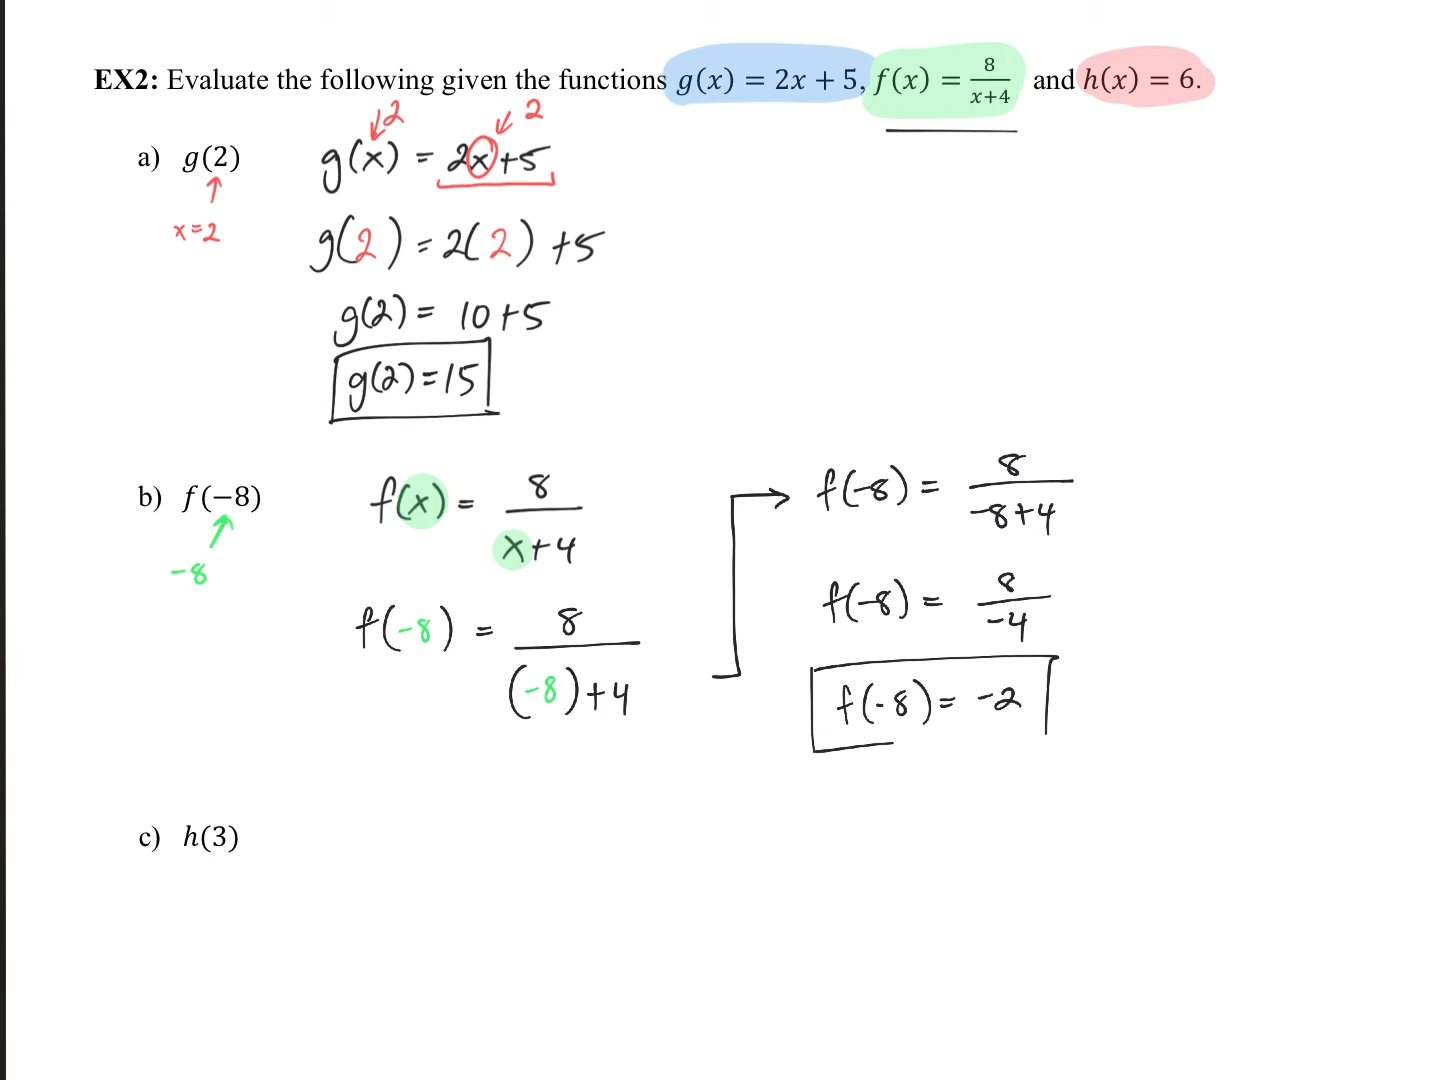 EX2: Evaluate the following given the functions g(x) = 2x + 5, f(x) = 8/(x+4) and h(x) = 6.
2 2
a) g(2) g(x) = 2x+5
x=2
g(2) = 2(2) +5
g(2) = 10+5
g(2)=15
b) f(−8)
-8
f(x) = 8/(x+4)
f(-8) = 8/((-8)+4)
f(-8) = 8/(-8+4)
f(-8) = 8/(-4)
f(-8) = -2
c) h(3)